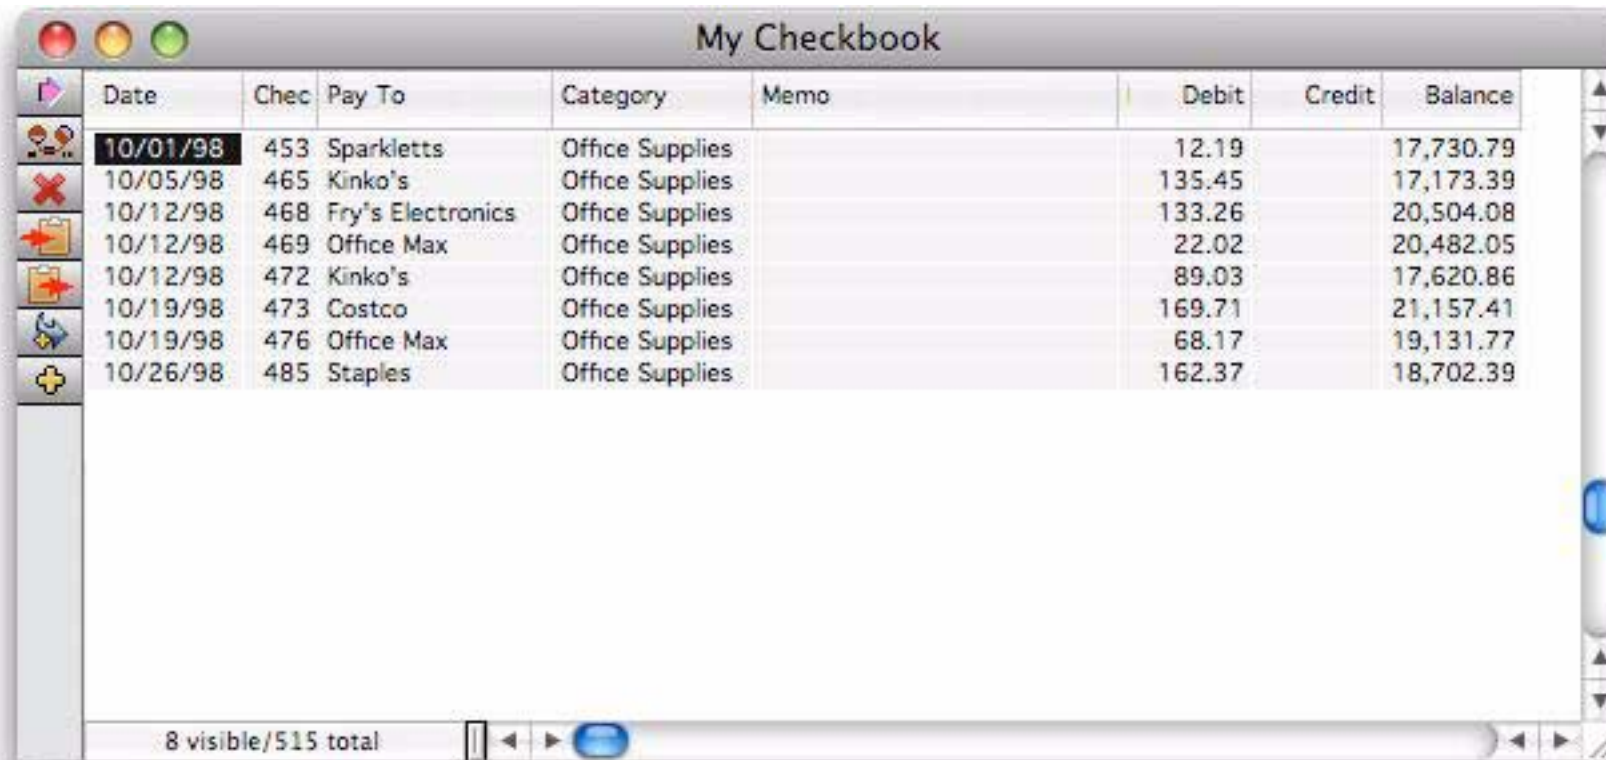 My Checkbook
Date Chec Pay To Category Memo Debit Credit Balance
10/01/98 453 Sparkletts Office Supplies 12.19 17,730.79
10/05/98 465 Kinko's Office Supplies 135.45 17,173.39
10/12/98 468 Fry's Electronics Office Supplies 133.26 20,504.08
10/12/98 469 Office Max Office Supplies 22.02 20,482.05
10/12/98 472 Kinko's Office Supplies 89.03 17,620.86
10/19/98 473 Costco Office Supplies 169.71 21,157.41
10/19/98 476 Office Max Office Supplies 68.17 19,131.77
10/26/98 485 Staples Office Supplies 162.37 18,702.39
8 visible/515 total